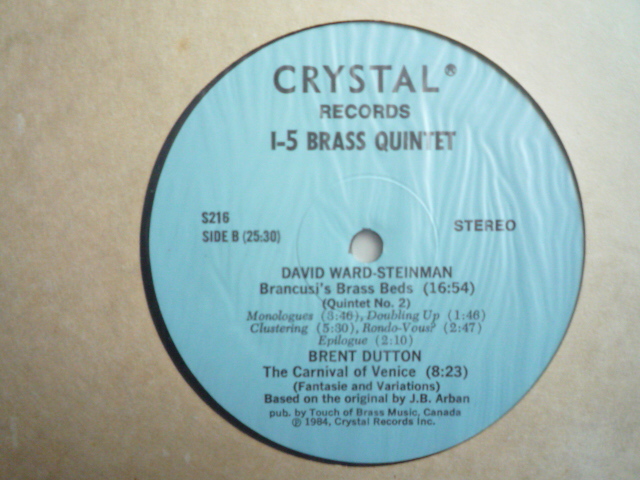 CRYSTAL®
RECORDS
I-5 BRASS QUINTET
S216
SIDE B (25:30)
STEREO
DAVID WARD-STEINMAN
Brancusi's Brass Beds (16:54)
(Quintet No. 2)
Monologues (3:46), Doubling Up (1:46)
Clustering (5:30), Rondo-Vous? (2:47)
Epilogue (2:10)
BRENT DUTTON
The Carnival of Venice (8:23)
(Fantasie and Variations)
Based on the original by J.B. Arban
pub. by Touch of Brass Music, Canada
℗ 1984, Crystal Records Inc.